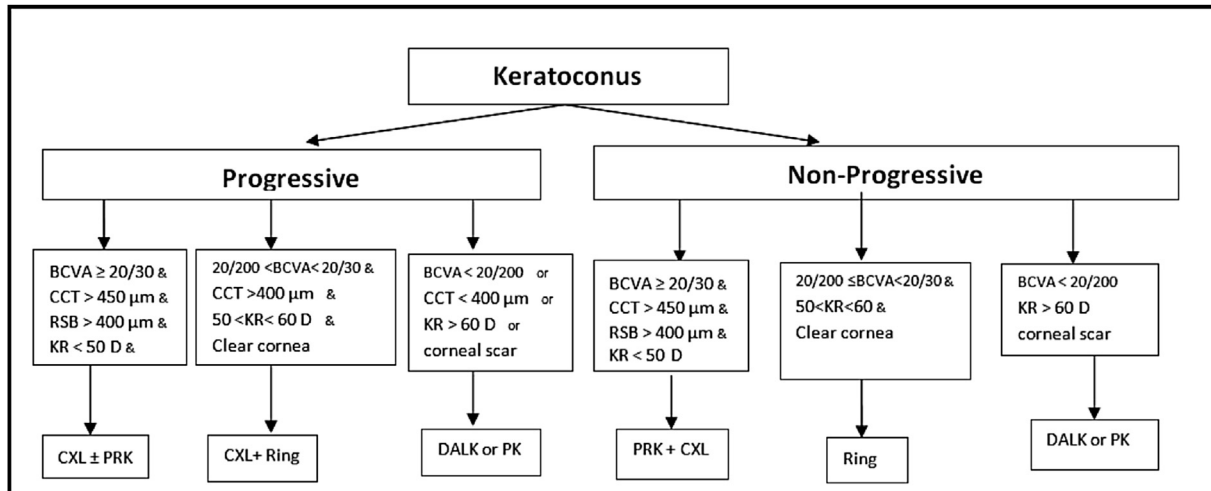 Keratoconus
Progressive
Non-Progressive
BCVA ≥ 20/30 &
CCT > 450 µm &
RSB > 400 µm &
KR < 50 D &
20/200 <BCVA< 20/30 &
CCT >400 µm &
50 <KR< 60 D &
Clear cornea
BCVA < 20/200 or
CCT < 400 µm or
KR > 60 D or
corneal scar
BCVA ≥ 20/30 &
CCT > 450 µm &
RSB > 400 µm &
KR < 50 D
20/200 ≤BCVA<20/30 &
50<KR<60 &
Clear cornea
BCVA < 20/200
KR > 60 D
corneal scar
CXL ± PRK
CXL+ Ring
DALK or PK
PRK + CXL
Ring
DALK or PK